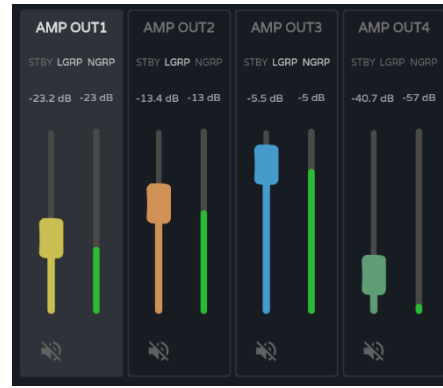 AMP OUT1 AMP OUT2 AMP OUT3 AMP OUT4
STBY LGRP NGRP STBY LGRP NGRP STBY LGRP NGRP STBY LGRP NGRP
-23.2 dB -23 dB -13.4 dB -13 dB -5.5 dB -5 dB -40.7 dB -57 dB